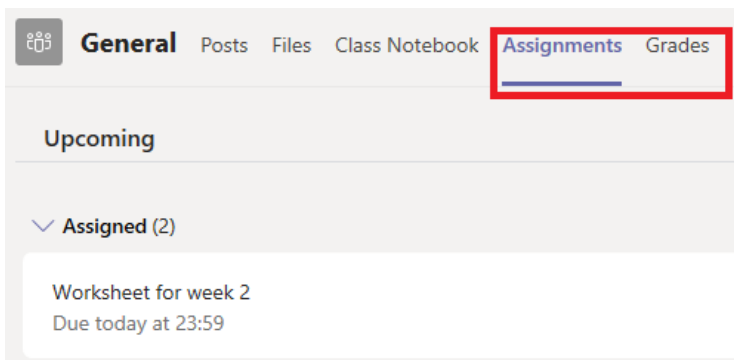 General Posts Files Class Notebook Assignments Grades
Upcoming
Assigned (2)
Worksheet for week 2
Due today at 23:59